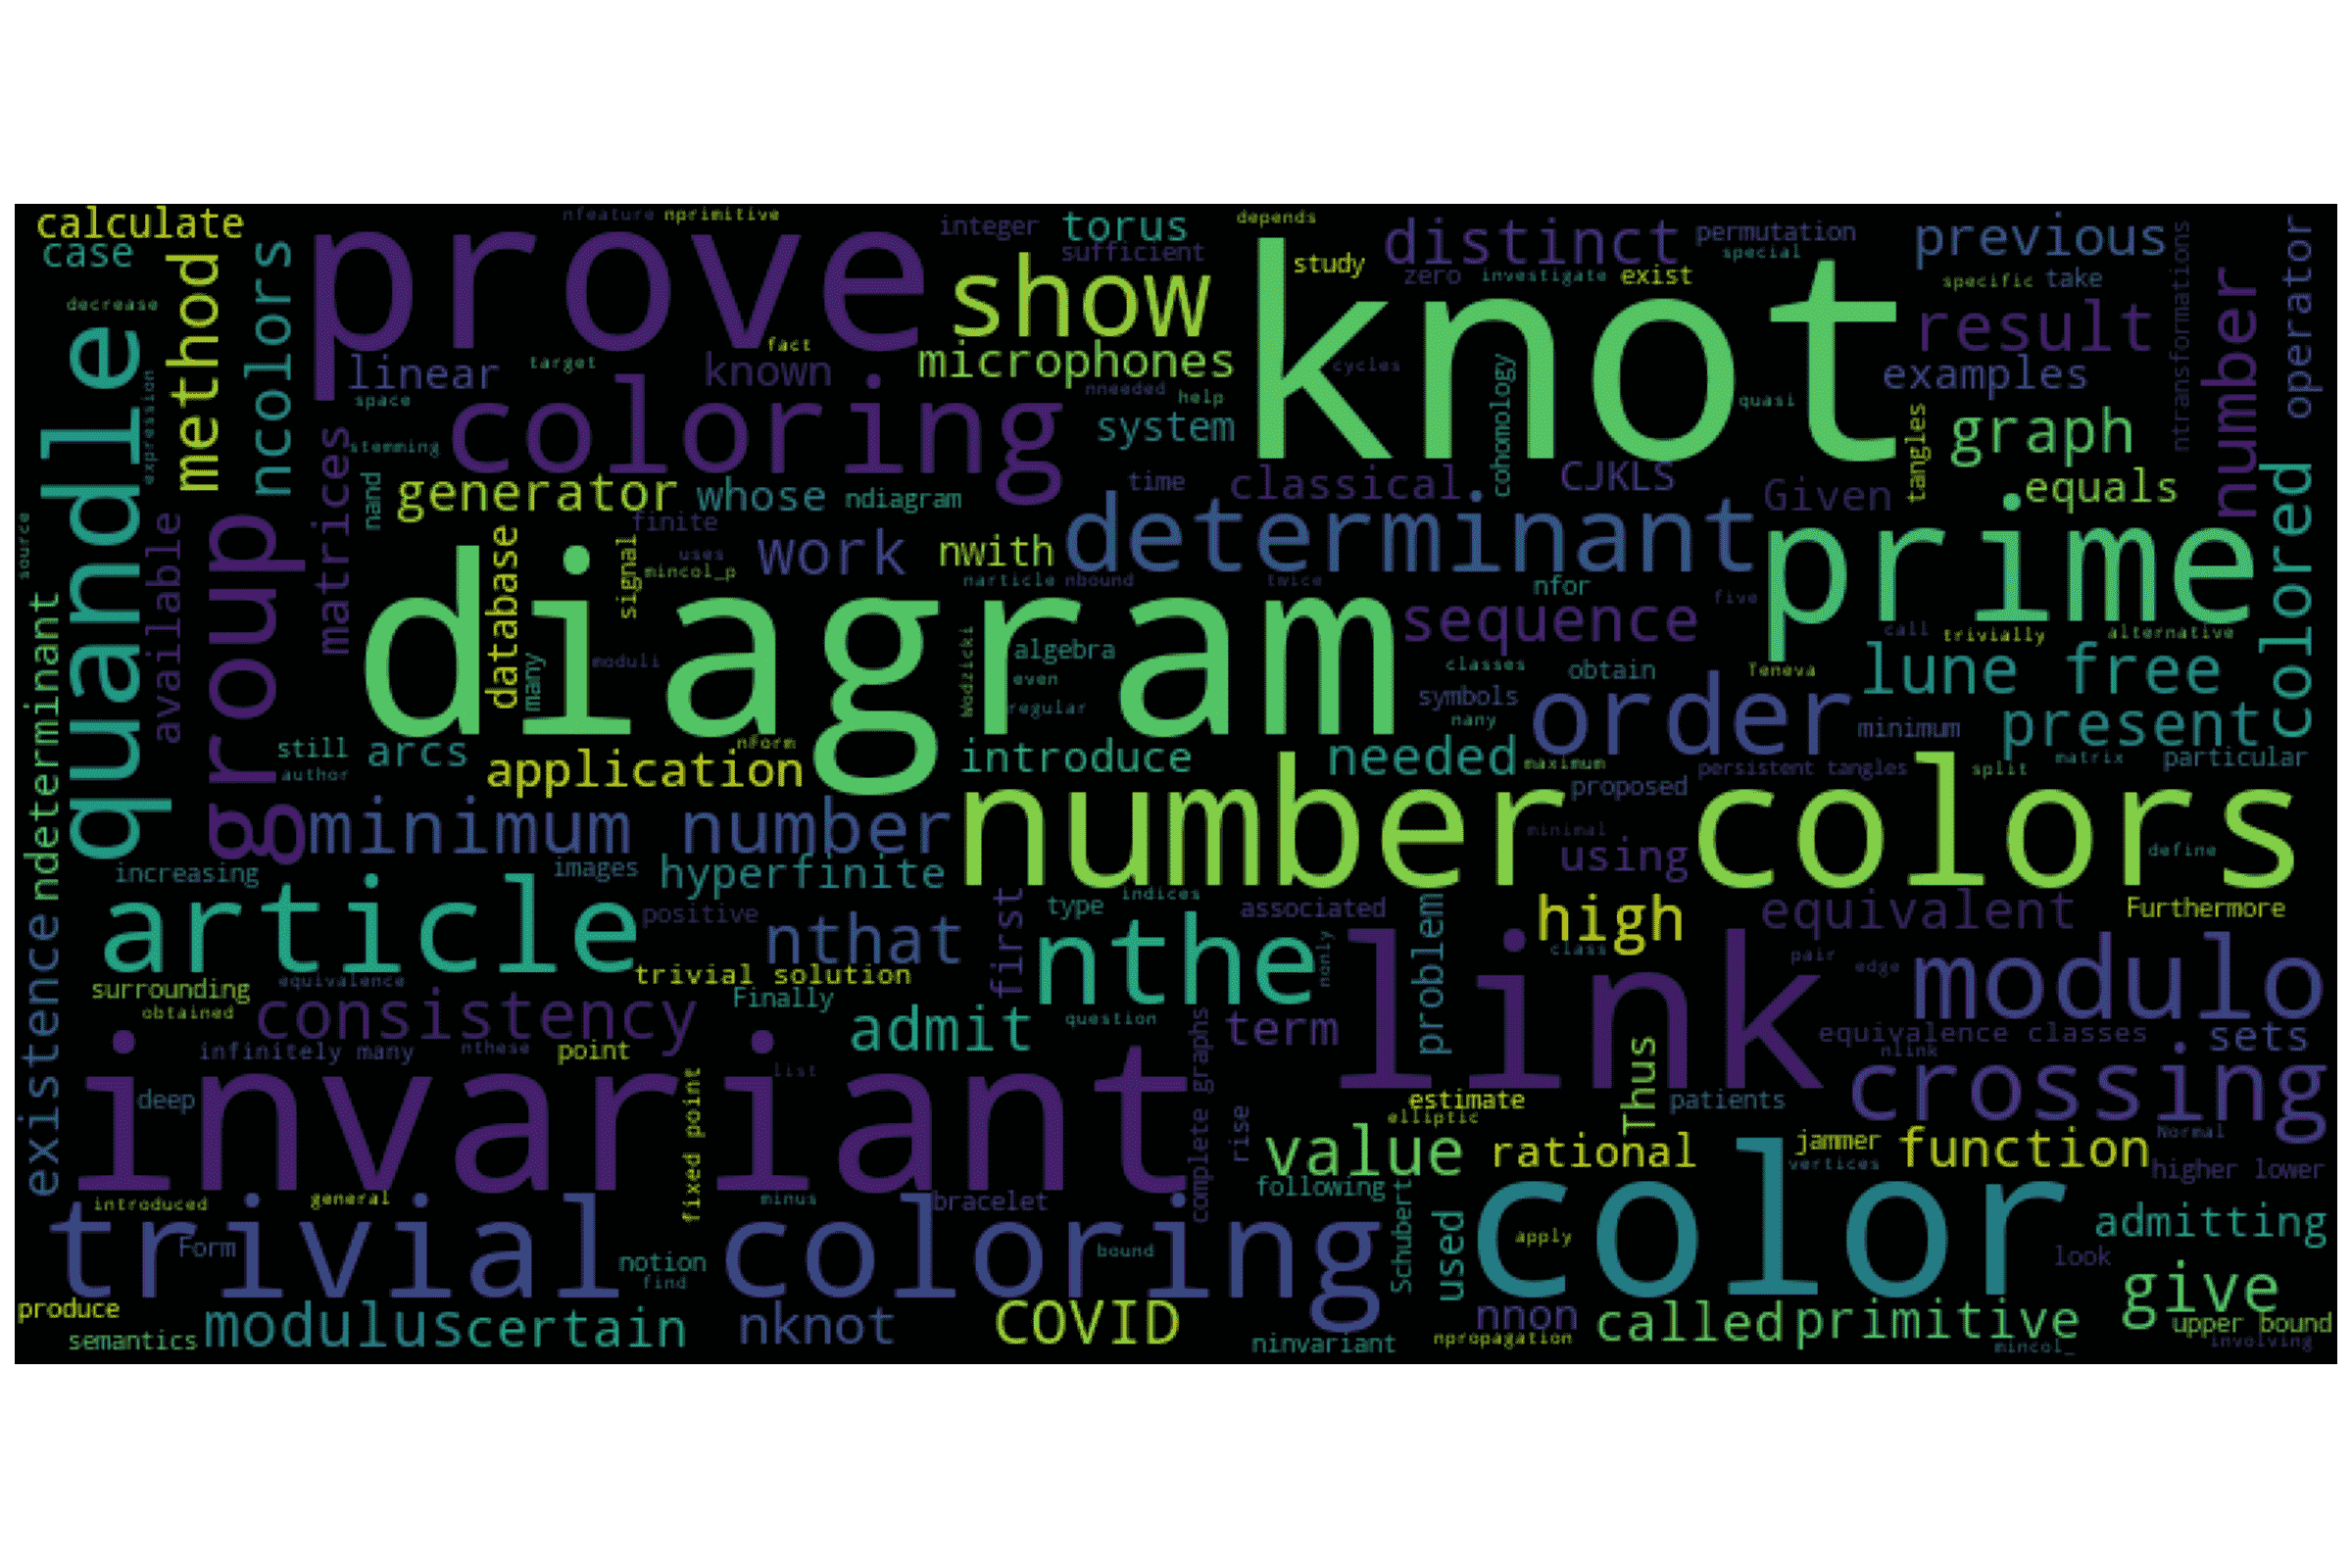 calculate
case
decrease
quandle
method
ncolors
nfeature
nprimitive
prove
integer
torus
sufficient
show
microphones
depends
knot
study
distinct
zero
investigate
exist
permutation
special
previous
specific
take
ntransformations
result
number
operator
examples
linear
target
fact
known
space
coloring
stemming
nneeded
help
system
cycles
cohomology
quasi
tangles
graph
equals
colored
expression
source
available
group
matrices
nand
generator
whose
ndiagram
finite
database
signal
uses
mincol_p
work
nwith
time
classical
CJKLS
Given
determinant
narticle
nbound
twice
nfor
prime
five
sequence
diagram
many
moduli
Wodzicki
algebra
even
regular
classes
symbols
nany
obtain
order
call
trivially
alternative
Teneva
lune free
minimum
present
ndeterminant
still
author
arcs
application
nForm
introduce
needed
maximum
persistent tangles
proposed
split
matrix
particular
minimum number
number colors
minimal
using
define
increasing
images
hyperfinite
article
positive
nthat
first
type
indices
associated
nthe
problem
high
class
equivalent
Furthermore
existence
surrounding
obtained
equivalence
trivial solution
consistency
Finally
admit
question
nonly
term
link
pair
edge
modulo
equivalence classes
nlink
sets
infinitely many
nthese
point
list
deep
invariant
fixed point
complete graphs
rise
estimate
elliptic
Thus
patients
crossing
introduced
general
minus
bracelet
value
following
rational
jammer
vertices
function
Normal
higher lower
trivial coloring
Form
notion
find
bound
Schubert
used
color
apply
admitting
look
give
produce
semantics
modulus
certain
nknot
COVID
ninvariant
nnon
npropagation
called
primitive
upper bound
mincol_
involving